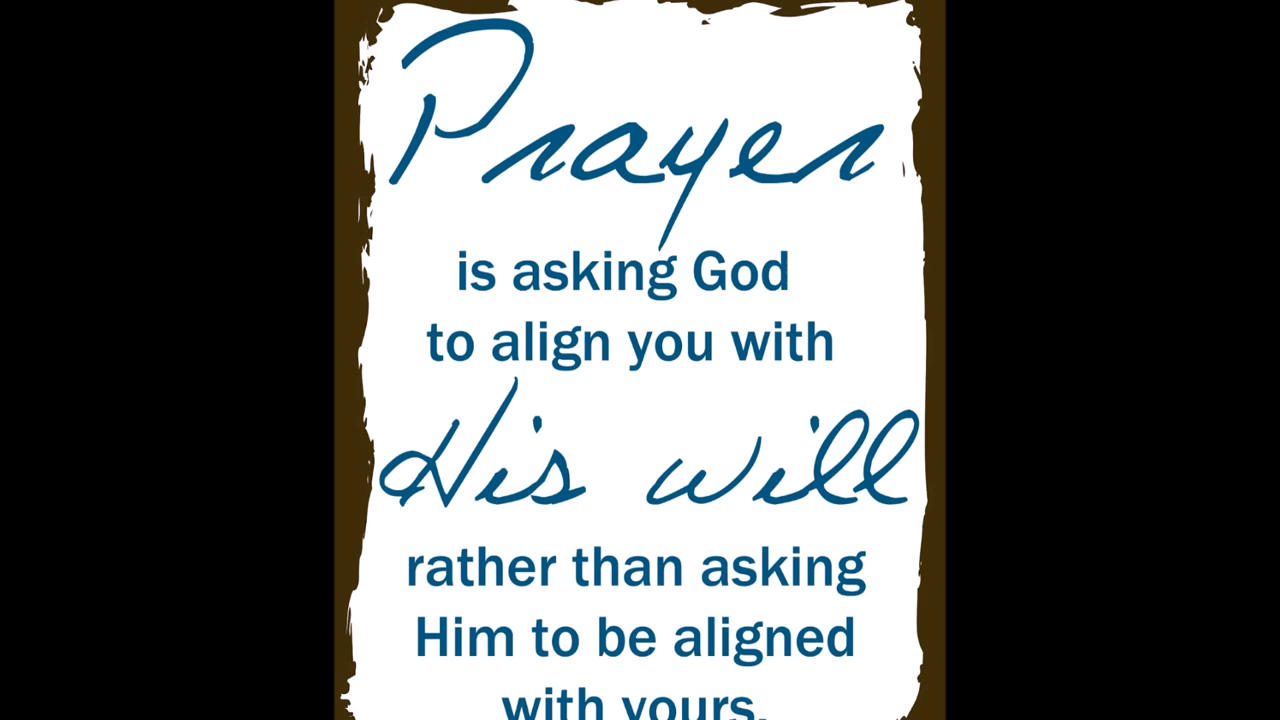 Prayer
is asking God
to align you with
His will
rather than asking
Him to be aligned
with yours.